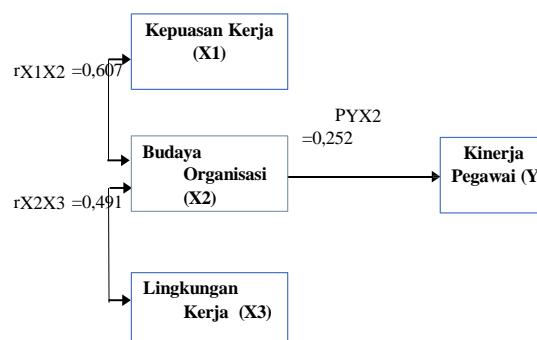 Kepuasan Kerja
(X1)
rX1X2 =0,607
PYX2
=0,252
Budaya
Organisasi
(X2)
Kinerja
Pegawai (Y
rX2X3 =0,491
Lingkungan
Kerja (X3)